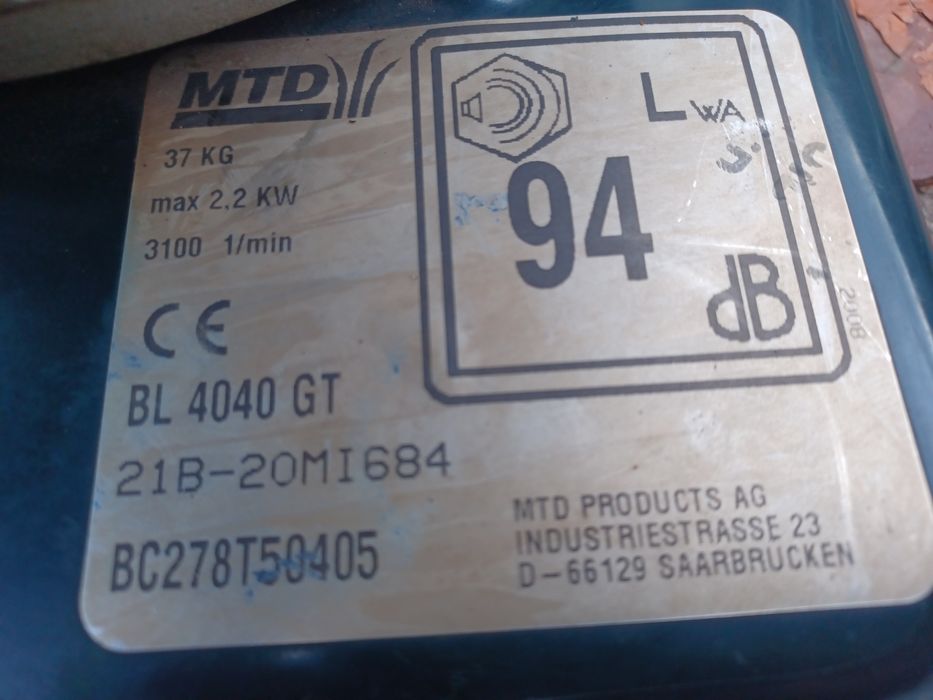 MTD
37 KG
max 2,2 KW
3100 1/min
LWA
94
dB
2008
CE
BL 4040 GT
21B-20MI684
BC278T50405
MTD PRODUCTS AG
INDUSTRIESTRASSE 23
D-66129 SAARBRUCKEN